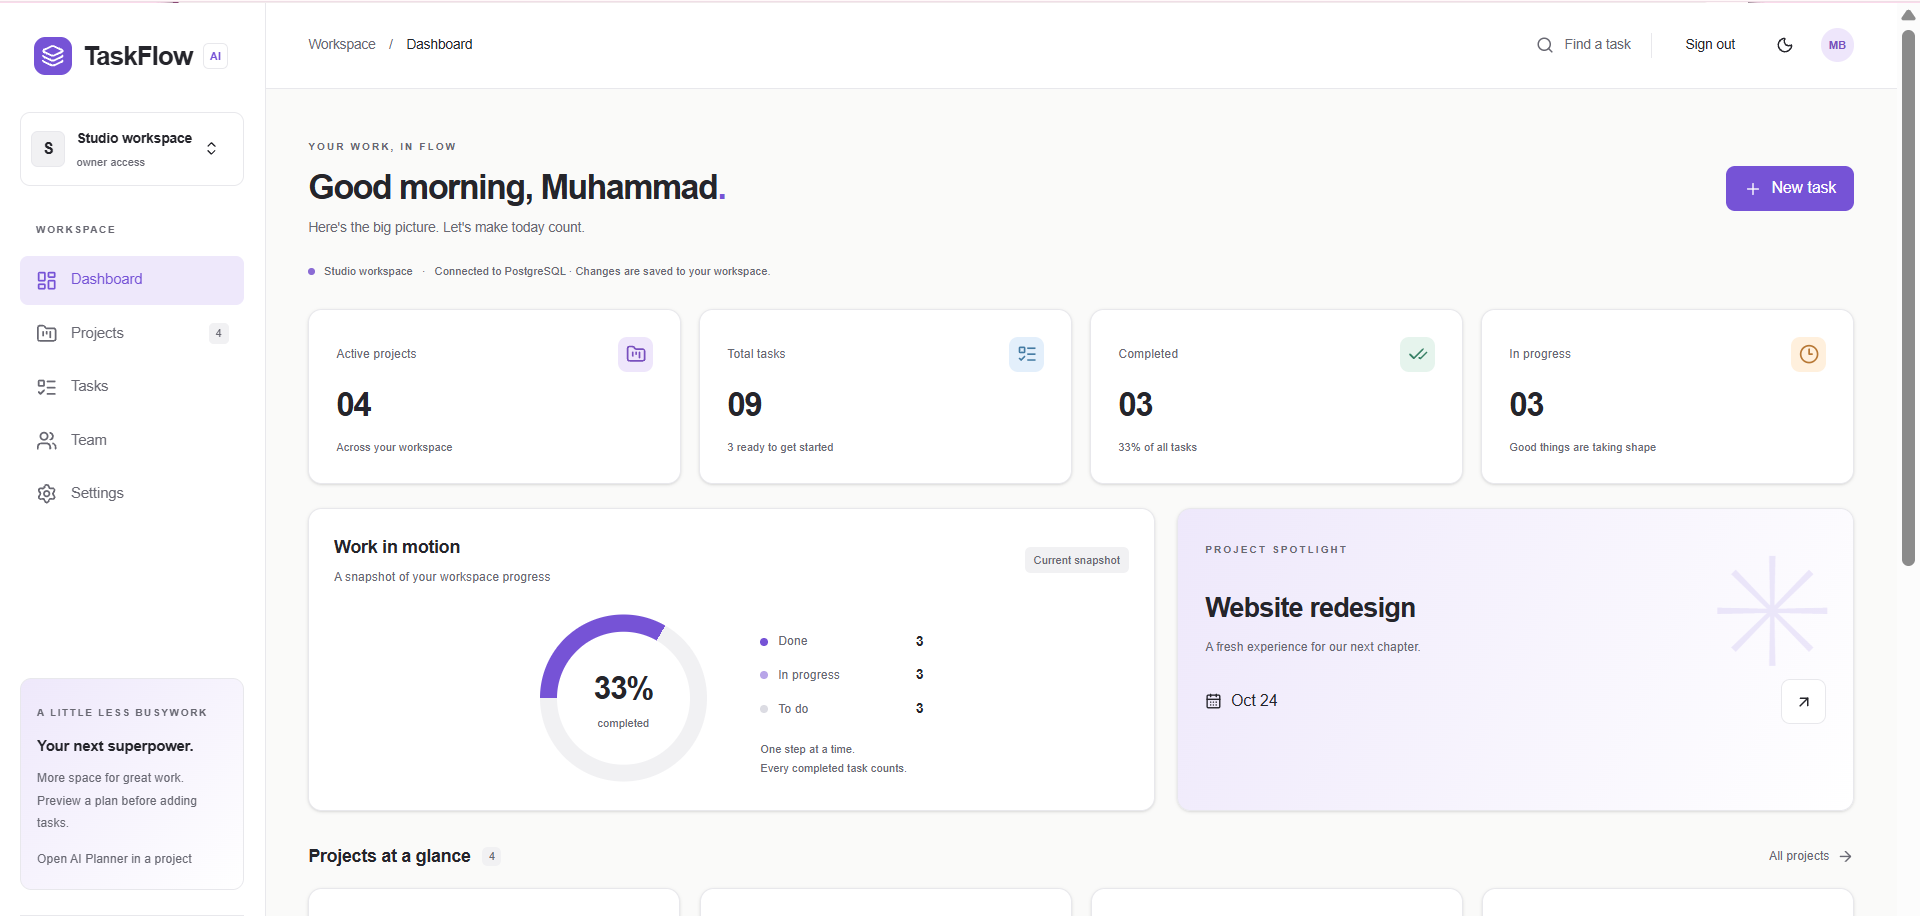 TaskFlow AI
S
Studio workspace
owner access
WORKSPACE
Dashboard
Projects 4
Tasks
Team
Settings
A LITTLE LESS BUSYWORK
Your next superpower.
More space for great work.
Preview a plan before adding
tasks.
Open AI Planner in a project
Workspace / Dashboard
Find a task
Sign out
MB
YOUR WORK, IN FLOW
Good morning, Muhammad.
Here's the big picture. Let's make today count.
+ New task
Studio workspace · Connected to PostgreSQL · Changes are saved to your workspace.
Active projects
04
Across your workspace
Total tasks
09
3 ready to get started
Completed
03
33% of all tasks
In progress
03
Good things are taking shape
Work in motion
A snapshot of your workspace progress
Current snapshot
33%
completed
Done 3
In progress 3
To do 3
One step at a time.
Every completed task counts.
PROJECT SPOTLIGHT
Website redesign
A fresh experience for our next chapter.
Oct 24
Projects at a glance 4
All projects